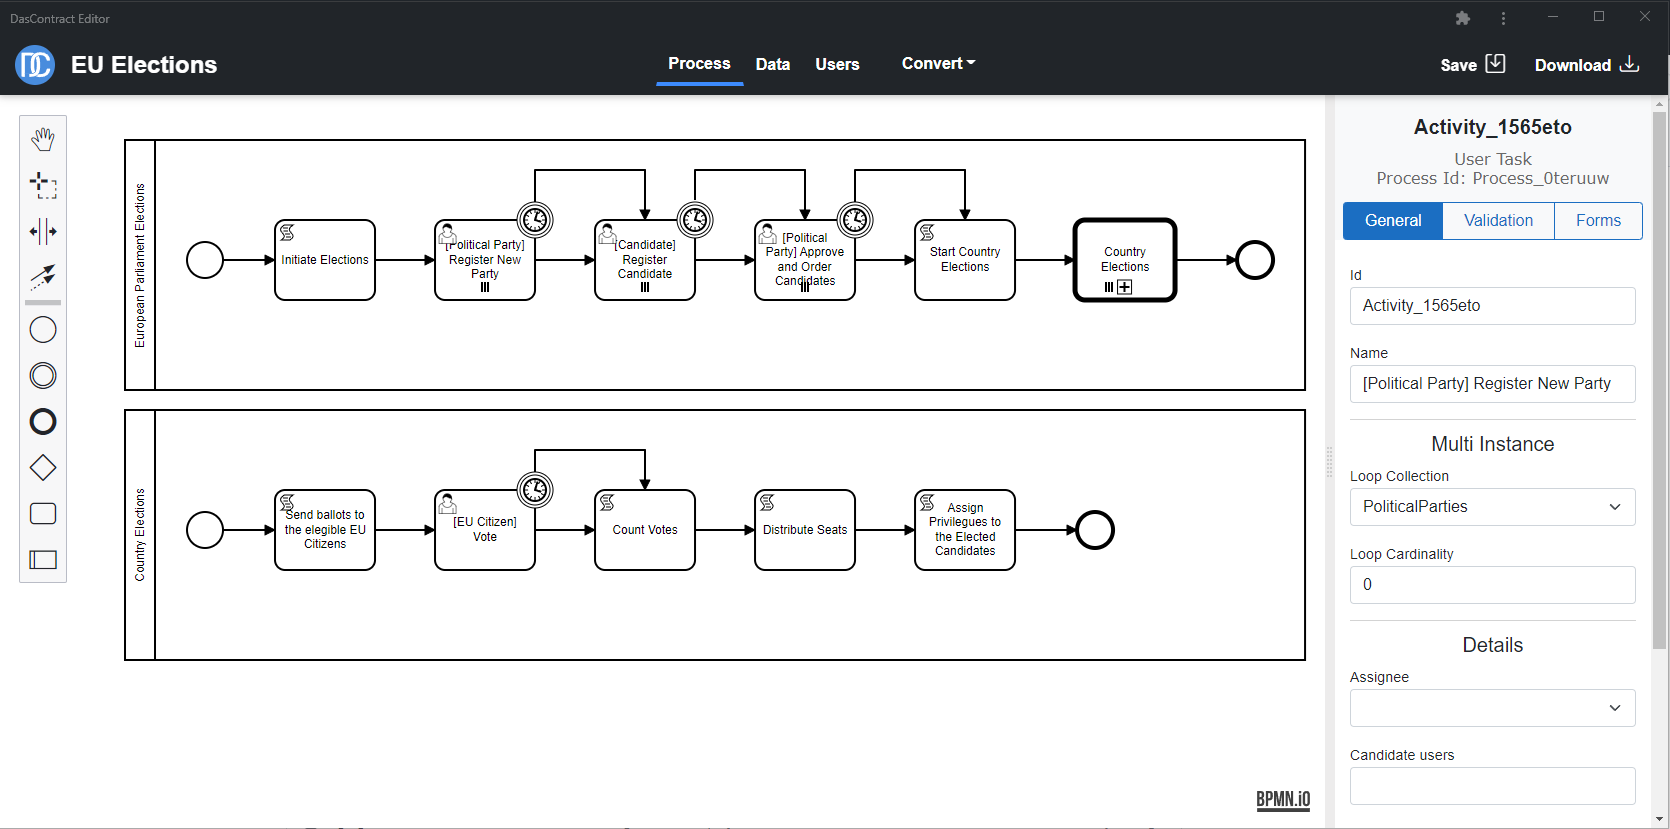 DasContract Editor
EU Elections
Process
Data
Users
Convert
Save
Download
European Parliament Elections
Initiate Elections
[Political Party]
Register New
Party
[Candidate]
Register
Candidate
[Political
Party] Approve
and Order
Candidates
Start Country
Elections
Country
Elections
Country Elections
Send ballots to
the elegible EU
Citizens
[EU Citizen]
Vote
Count Votes
Distribute Seats
Assign
Privilegues to
the Elected
Candidates
BPMN.iO
Activity_1565eto
User Task
Process Id: Process_0teruuw
General
Validation
Forms
Id
Activity_1565eto
Name
[Political Party] Register New Party
Multi Instance
Loop Collection
PoliticalParties
Loop Cardinality
0
Details
Assignee
Candidate users